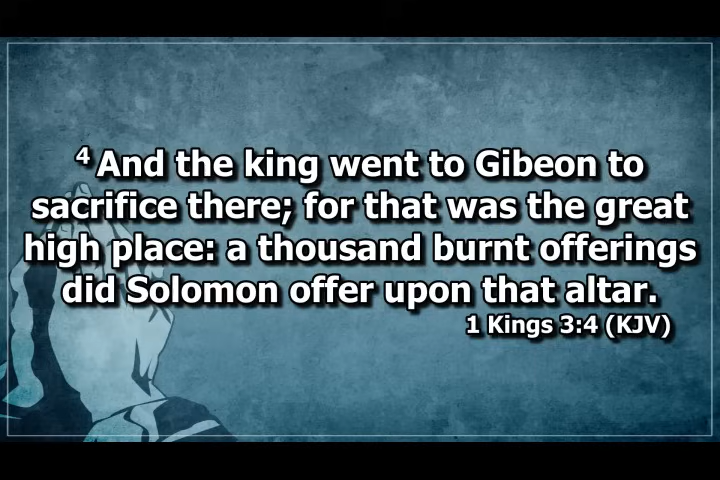 4 And the king went to Gibeon to
sacrifice there; for that was the great
high place: a thousand burnt offerings
did Solomon offer upon that altar.
1 Kings 3:4 (KJV)